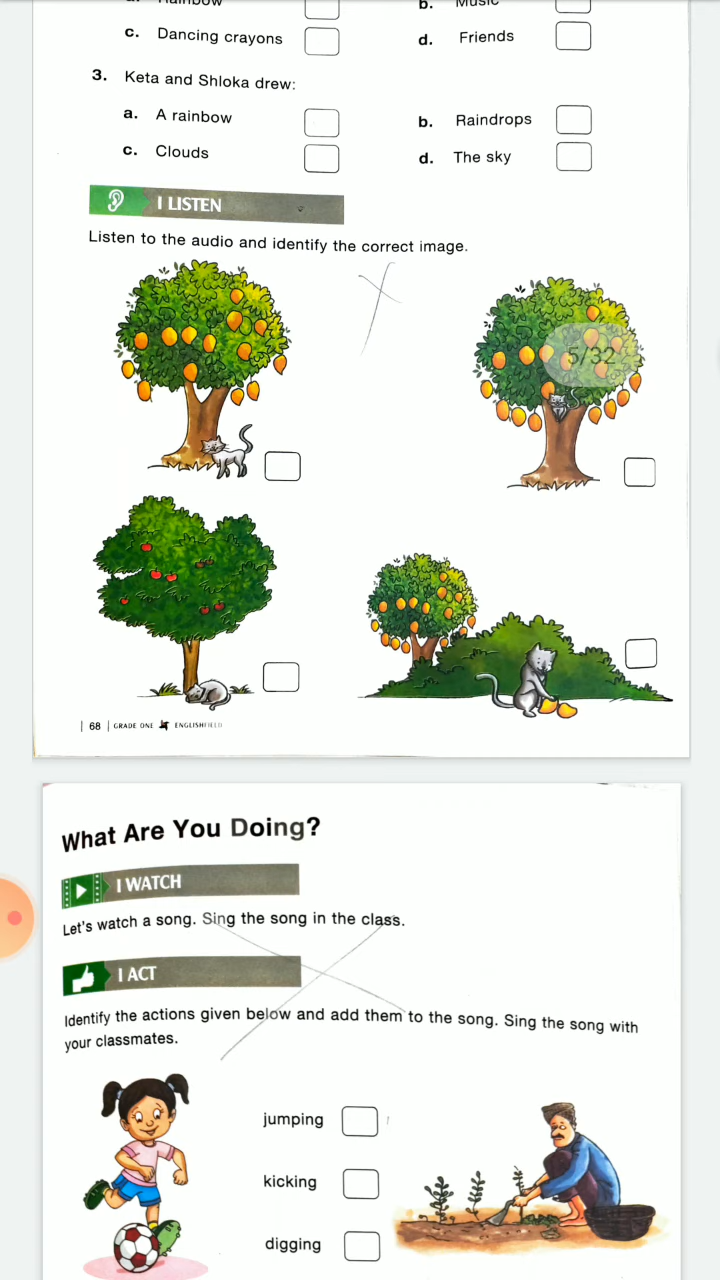 b. Music
c. Dancing crayons
d. Friends
3. Keta and Shloka drew:
a. A rainbow
b. Raindrops
c. Clouds
d. The sky
I LISTEN
Listen to the audio and identify the correct image.
5/32
| 68 | GRADE ONE ENGLISHFIELD
What Are You Doing?
I WATCH
Let's watch a song. Sing the song in the class.
I ACT
Identify the actions given below and add them to the song. Sing the song with
your classmates.
jumping
kicking
digging